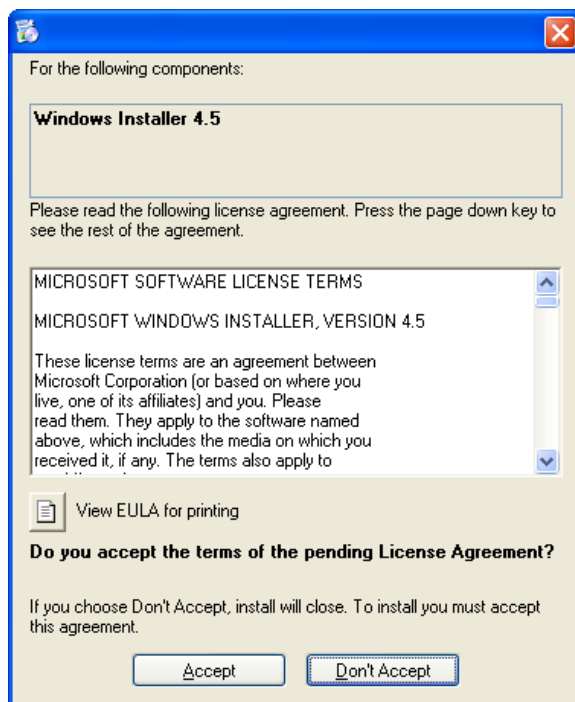 For the following components:
Windows Installer 4.5
Please read the following license agreement. Press the page down key to
see the rest of the agreement.
MICROSOFT SOFTWARE LICENSE TERMS
MICROSOFT WINDOWS INSTALLER, VERSION 4.5
These license terms are an agreement between
Microsoft Corporation (or based on where you
live, one of its affiliates) and you. Please
read them. They apply to the software named
above, which includes the media on which you
received it, if any. The terms also apply to
View EULA for printing
Do you accept the terms of the pending License Agreement?
If you choose Don't Accept, install will close. To install you must accept
this agreement.
Accept
Don't Accept